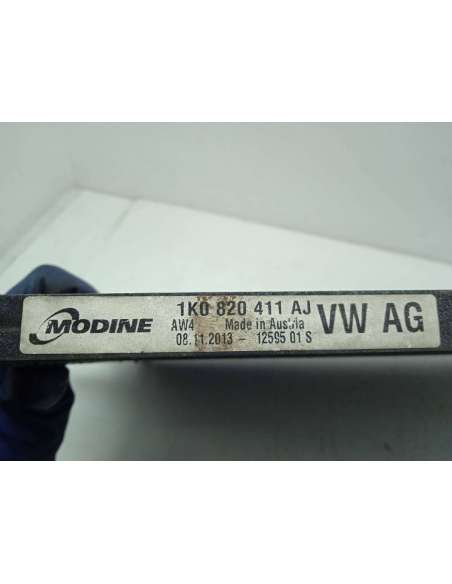 MODINE
1K0 820 411 AJ
AW4 Made in Austria
08.11.2013 - 12595 01 S
VW AG